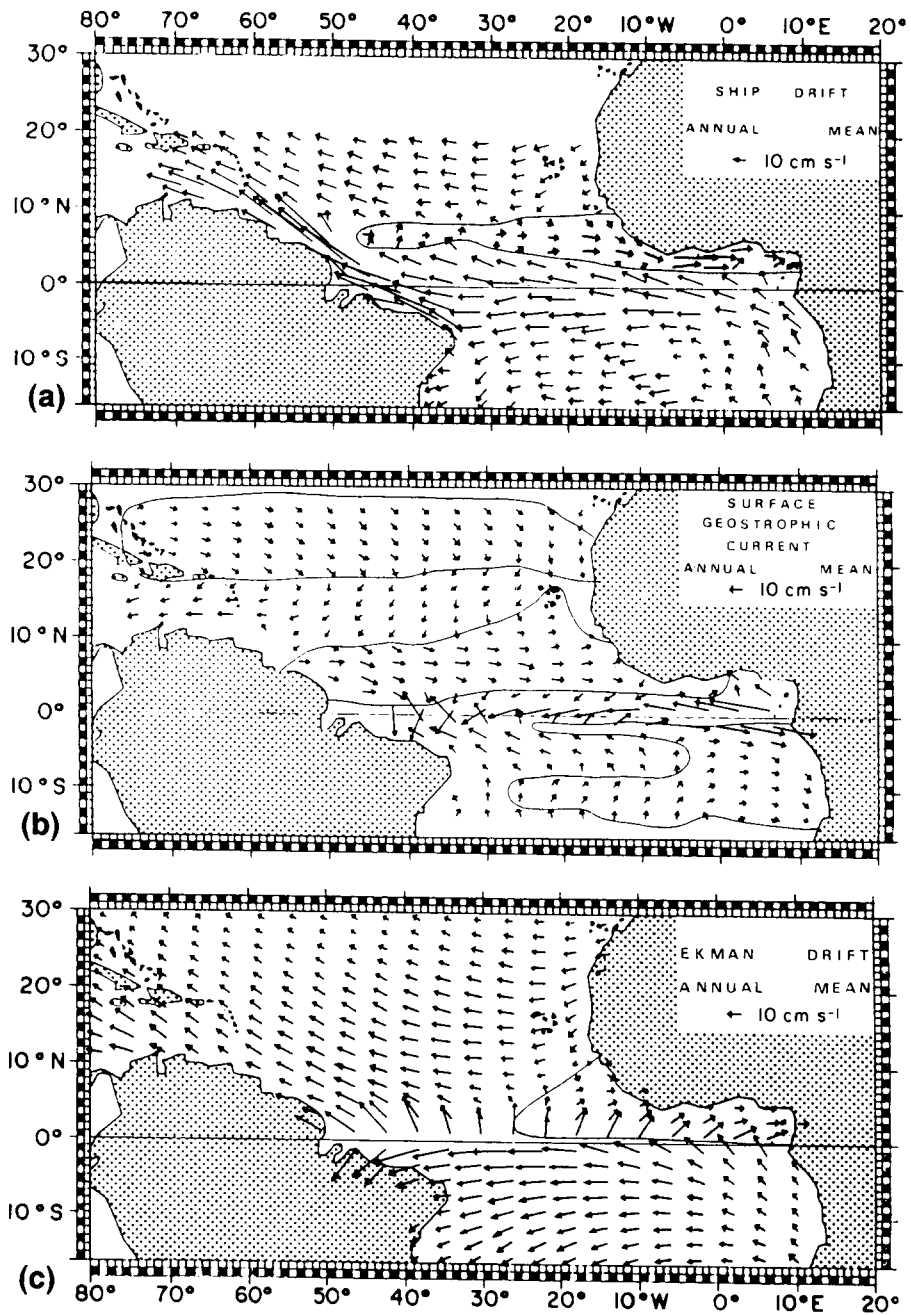 80° 70° 60° 50° 40° 30° 20° 10° W 0° 10° E 20°
30°
20°
10° N
0°
10° S
SHIP DRIFT
ANNUAL MEAN
← 10 cm s⁻¹
(a)
30°
20°
10° N
0°
10° S
SURFACE
GEOSTROPHIC
CURRENT
ANNUAL MEAN
← 10 cm s⁻¹
(b)
30°
20°
10° N
0°
10° S
EKMAN DRIFT
ANNUAL MEAN
← 10 cm s⁻¹
(c)
80° 70° 60° 50° 40° 30° 20° 10° W 0° 10° E 20°